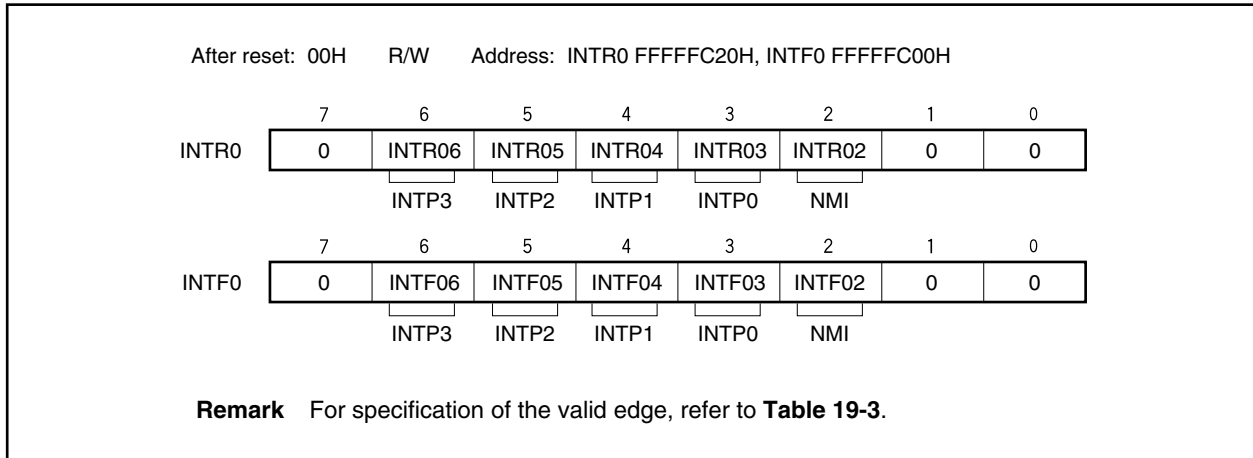 After reset: 00H R/W Address: INTR0 FFFFFC20H, INTF0 FFFFFC00H
7 6 5 4 3 2 1 0
INTR0 0 INTR06 INTR05 INTR04 INTR03 INTR02 0 0
INTP3 INTP2 INTP1 INTP0 NMI
7 6 5 4 3 2 1 0
INTF0 0 INTF06 INTF05 INTF04 INTF03 INTF02 0 0
INTP3 INTP2 INTP1 INTP0 NMI
Remark For specification of the valid edge, refer to Table 19-3.